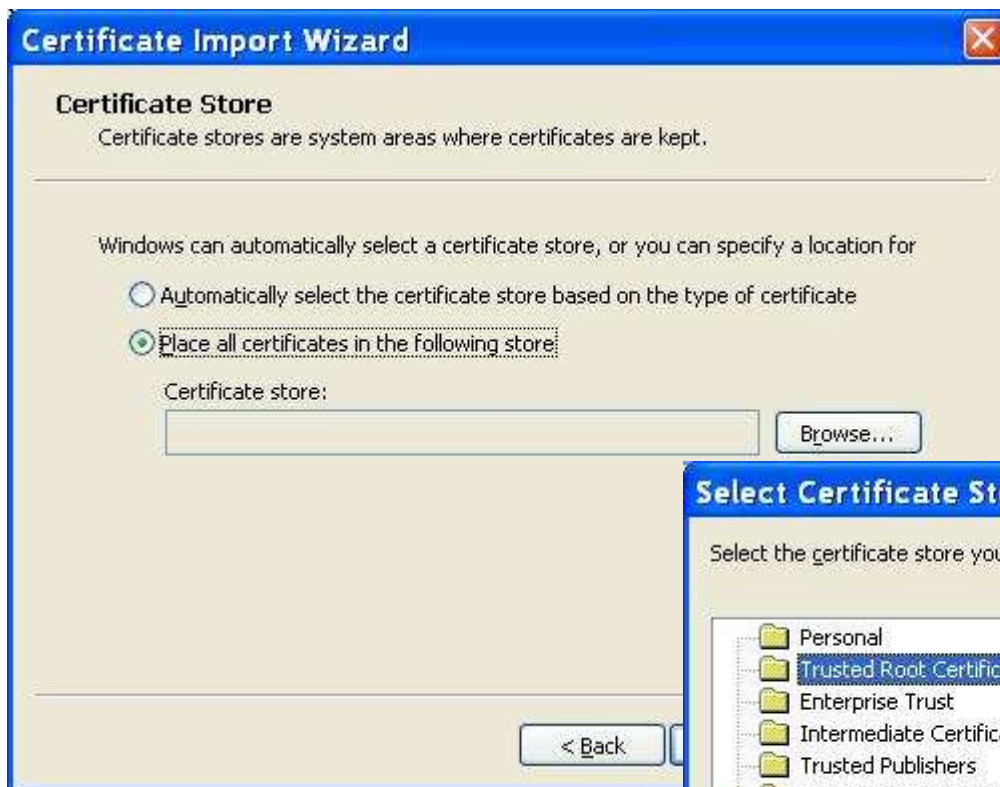 Certificate Import Wizard
Certificate Store
Certificate stores are system areas where certificates are kept.
Windows can automatically select a certificate store, or you can specify a location for
Automatically select the certificate store based on the type of certificate
Place all certificates in the following store
Certificate store:
Browse...
Select Certificate St
Select the certificate store you
Personal
Trusted Root Certific
Enterprise Trust
Intermediate Certifica
Trusted Publishers
< Back